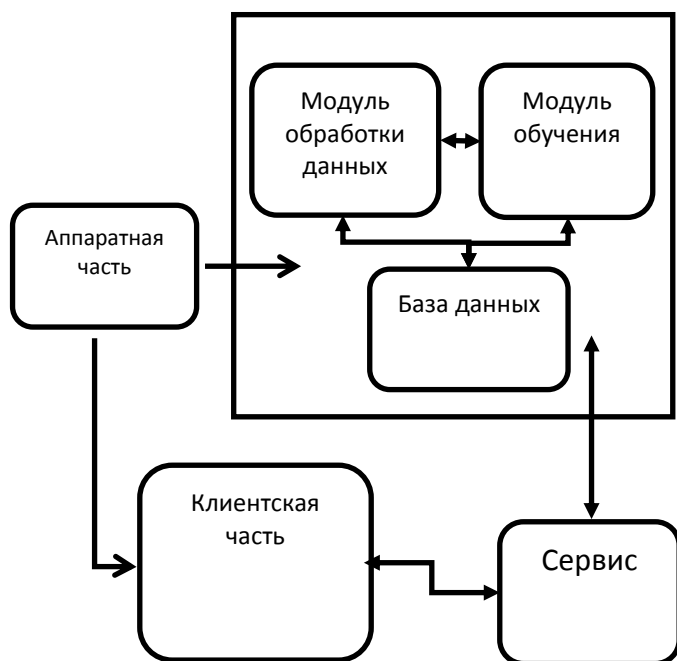 Модуль
обработки
данных
Модуль
обучения
Аппаратная
часть
База данных
Клиентская
часть
Сервис